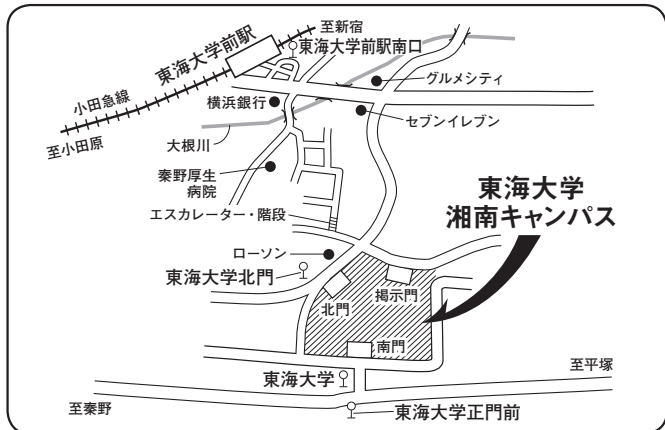 至新宿
東海大学前駅
東海大学前駅南口
グルメシティ
小田急線
横浜銀行
セブンイレブン
至小田原
大根川
秦野厚生
病院
東海大学
湘南キャンパス
エスカレーター・階段
ローソン
東海大学北門
掲示門
北門
南門
至平塚
東海大学
至秦野
東海大学正門前